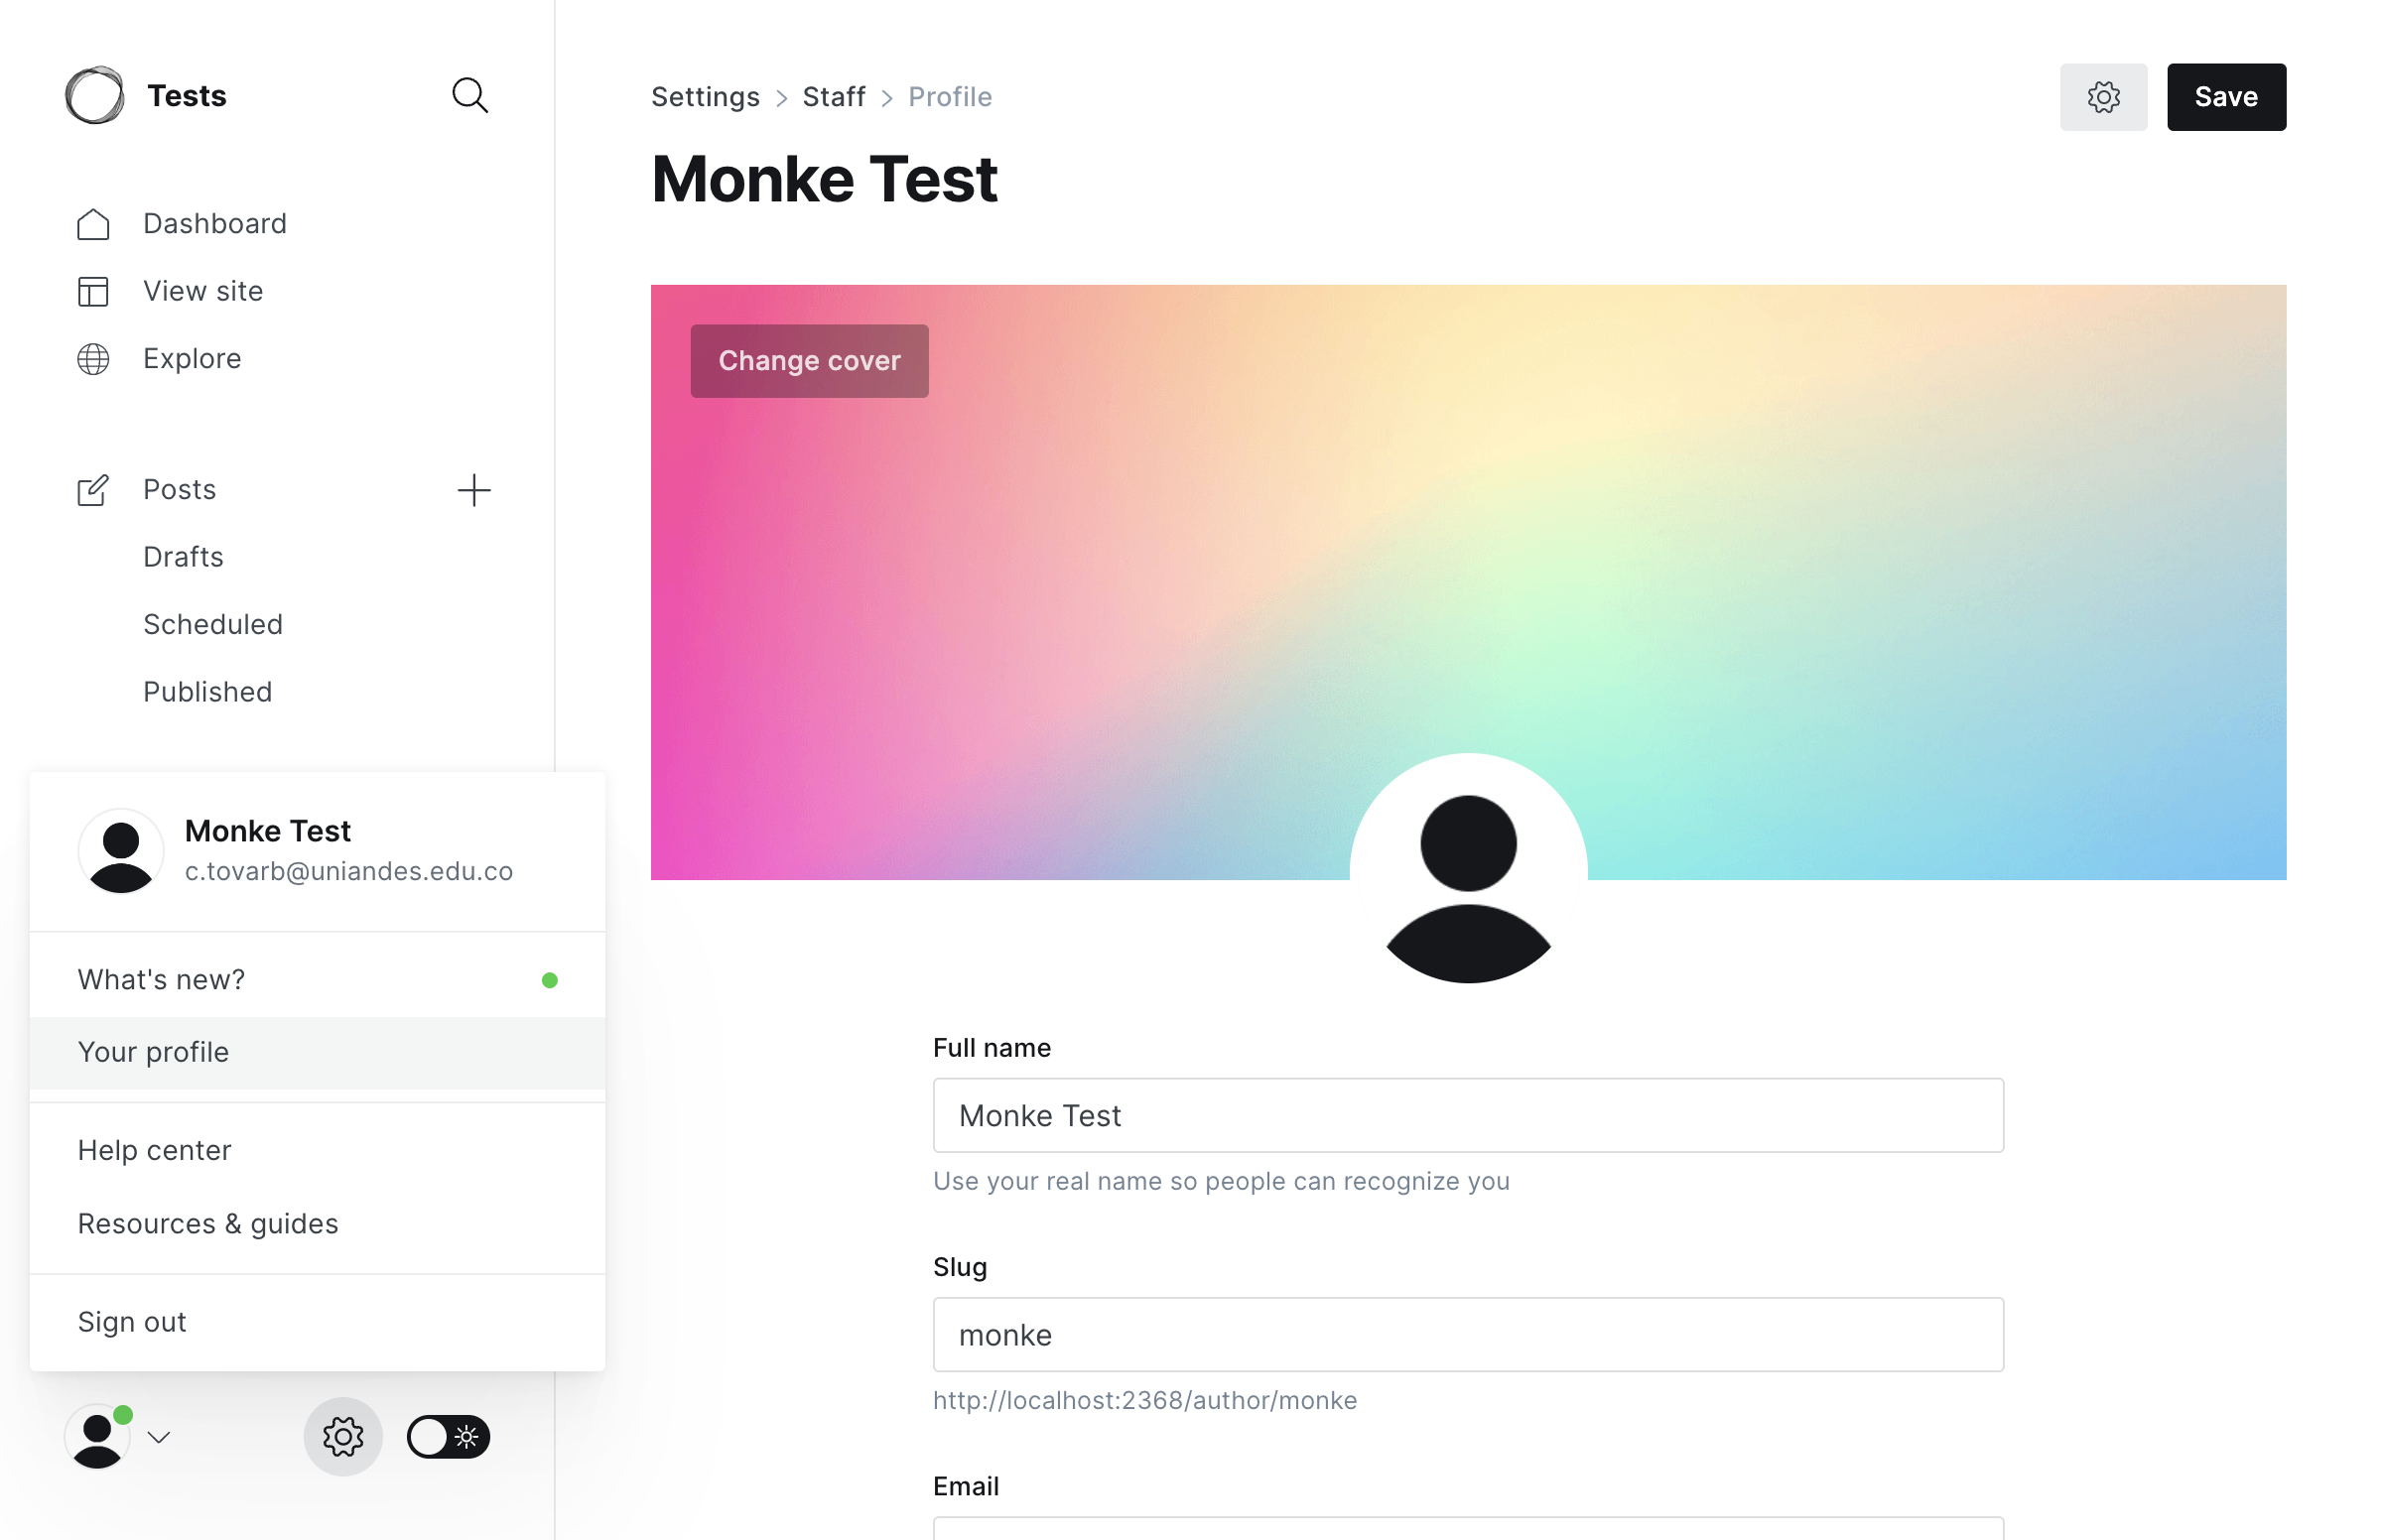 Tests
Dashboard
View site
Explore
Posts
Drafts
Scheduled
Published
Monke Test
c.tovarb@uniandes.edu.co
What's new?
Your profile
Help center
Resources & guides
Sign out
Settings > Staff > Profile
Save
Monke Test
Change cover
Full name
Monke Test
Use your real name so people can recognize you
Slug
monke
http://localhost:2368/author/monke
Email